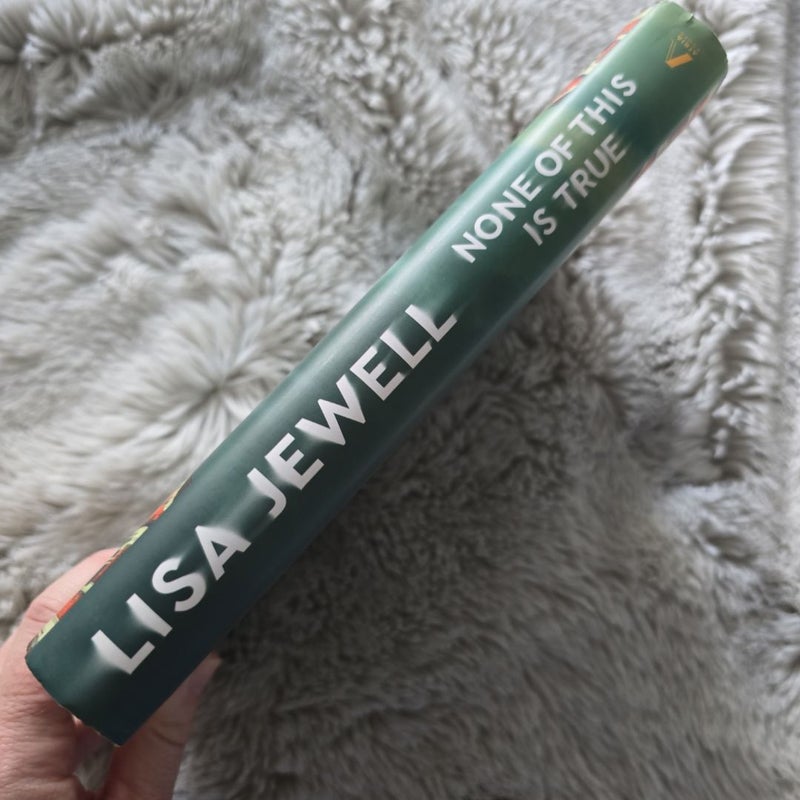 LISA JEWELL
NONE OF THIS
IS TRUE